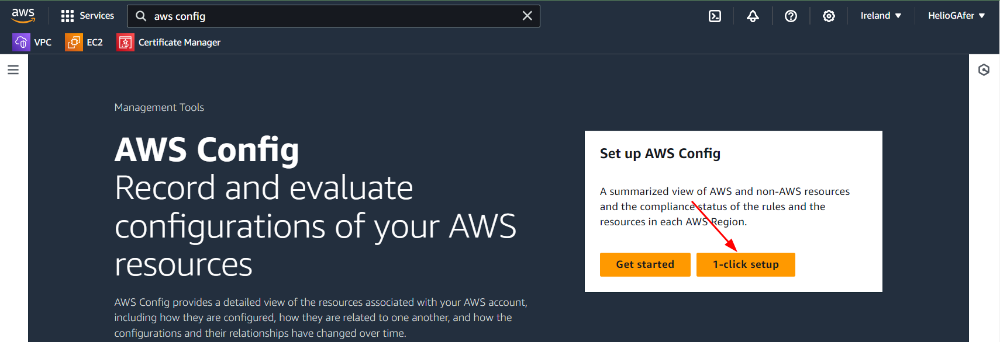 aws Services aws config Ireland HelioGAfer
VPC EC2 Certificate Manager
Management Tools
AWS Config
Record and evaluate
configurations of your AWS
resources
AWS Config provides a detailed view of the resources associated with your AWS account,
including how they are configured, how they are related to one another, and how the
configurations and their relationships have changed over time.
Set up AWS Config
A summarized view of AWS and non-AWS resources
and the compliance status of the rules and the
resources in each AWS Region.
Get started 1-click setup